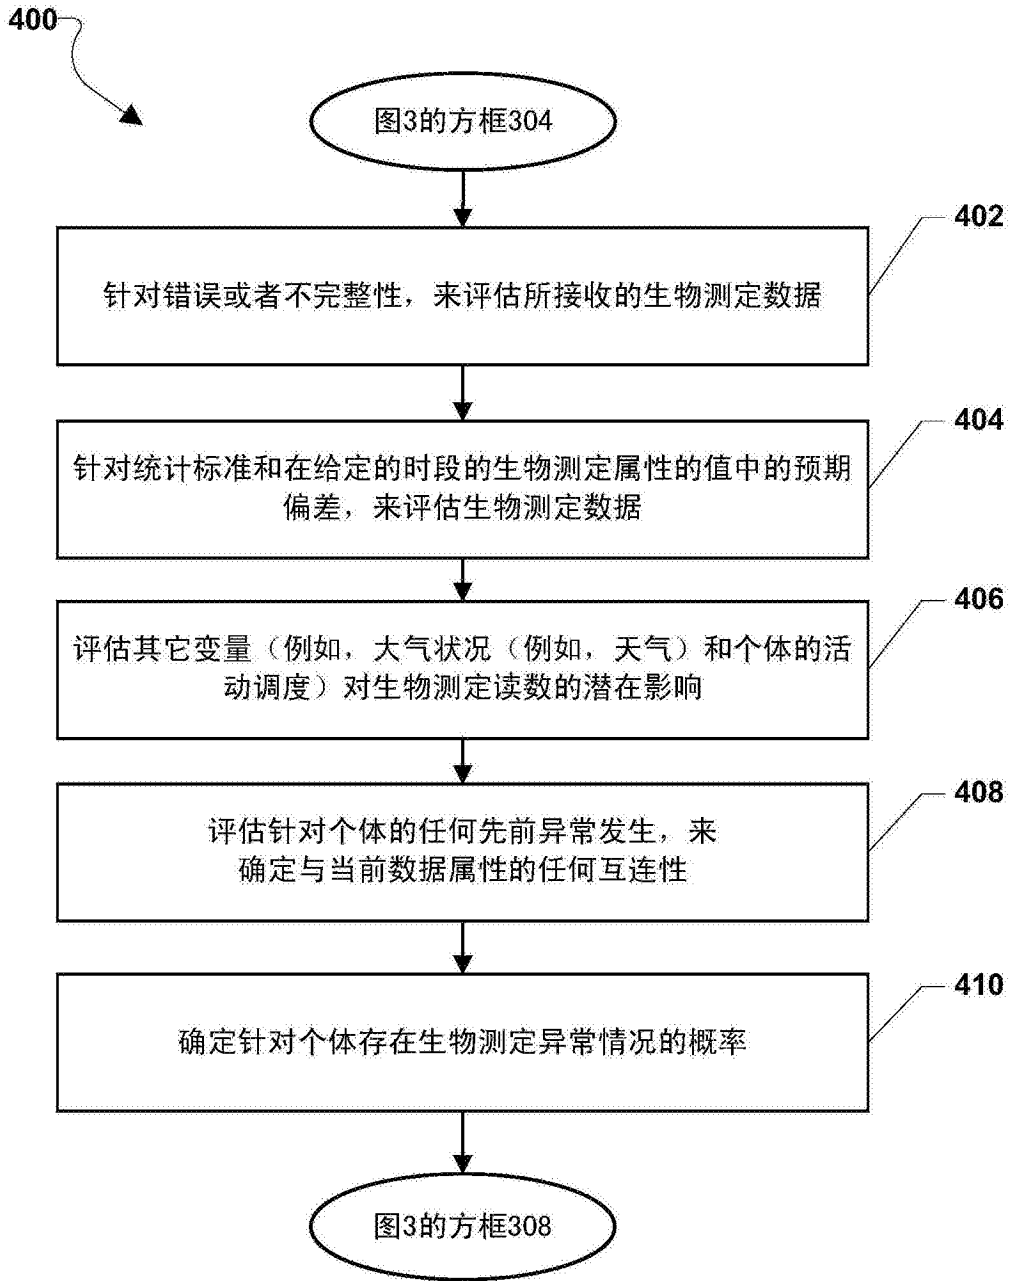 400
图3的方框304
402
针对错误或者不完整性，来评估所接收的生物测定数据
404
针对统计标准和在给定的时段的生物测定属性的值中的预期
偏差，来评估生物测定数据
406
评估其它变量（例如，大气状况（例如，天气）和个体的活
动调度）对生物测定读数的潜在影响
408
评估针对个体的任何先前异常发生，来
确定与当前数据属性的任何互连性
410
确定针对个体存在生物测定异常情况的概率
图3的方框308